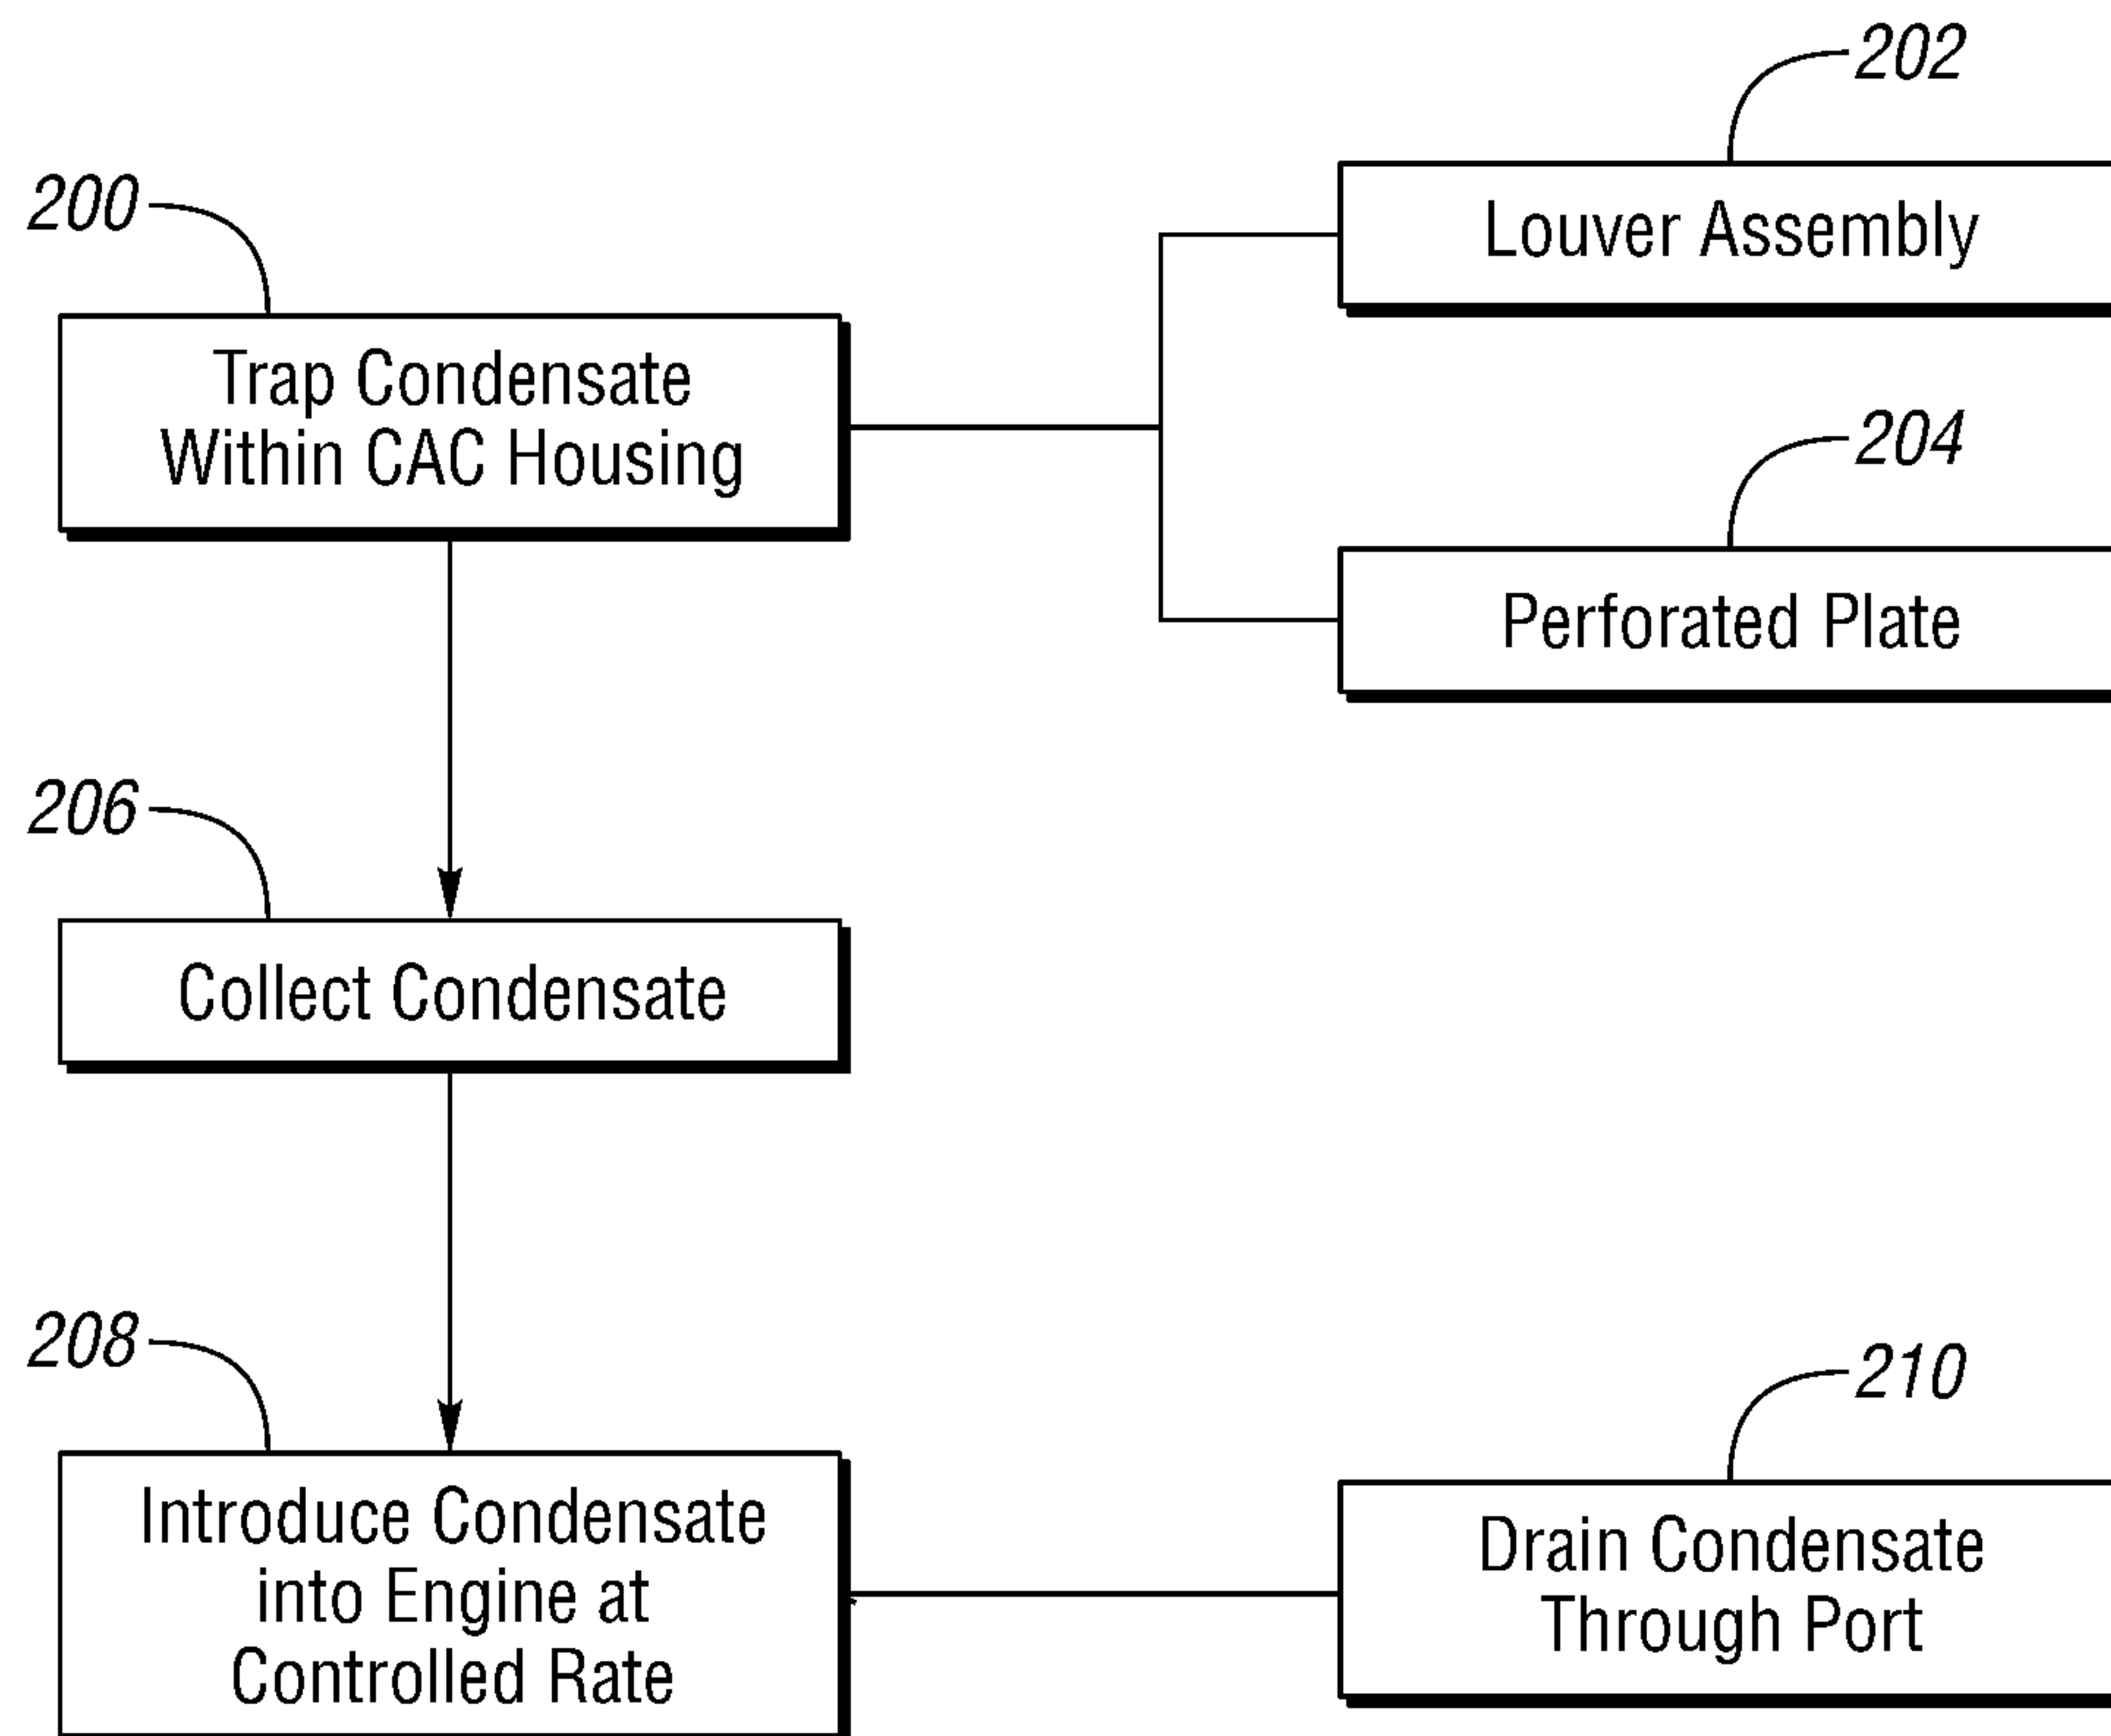 202
200
Louver Assembly
Trap Condensate
Within CAC Housing
204
Perforated Plate
206
Collect Condensate
208
210
Introduce Condensate
into Engine at
Controlled Rate
Drain Condensate
Through Port